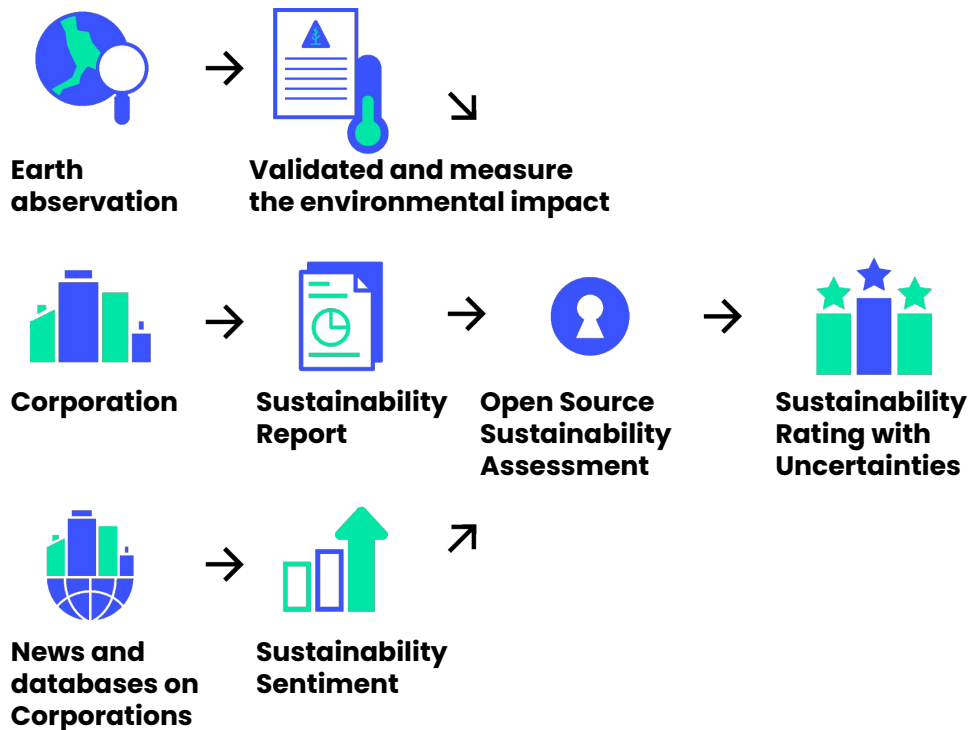 Earth
abservation
Validated and measure
the environmental impact
Corporation
Sustainability
Report
Open Source
Sustainability
Assessment
Sustainability
Rating with
Uncertainties
News and
databases on
Corporations
Sustainability
Sentiment